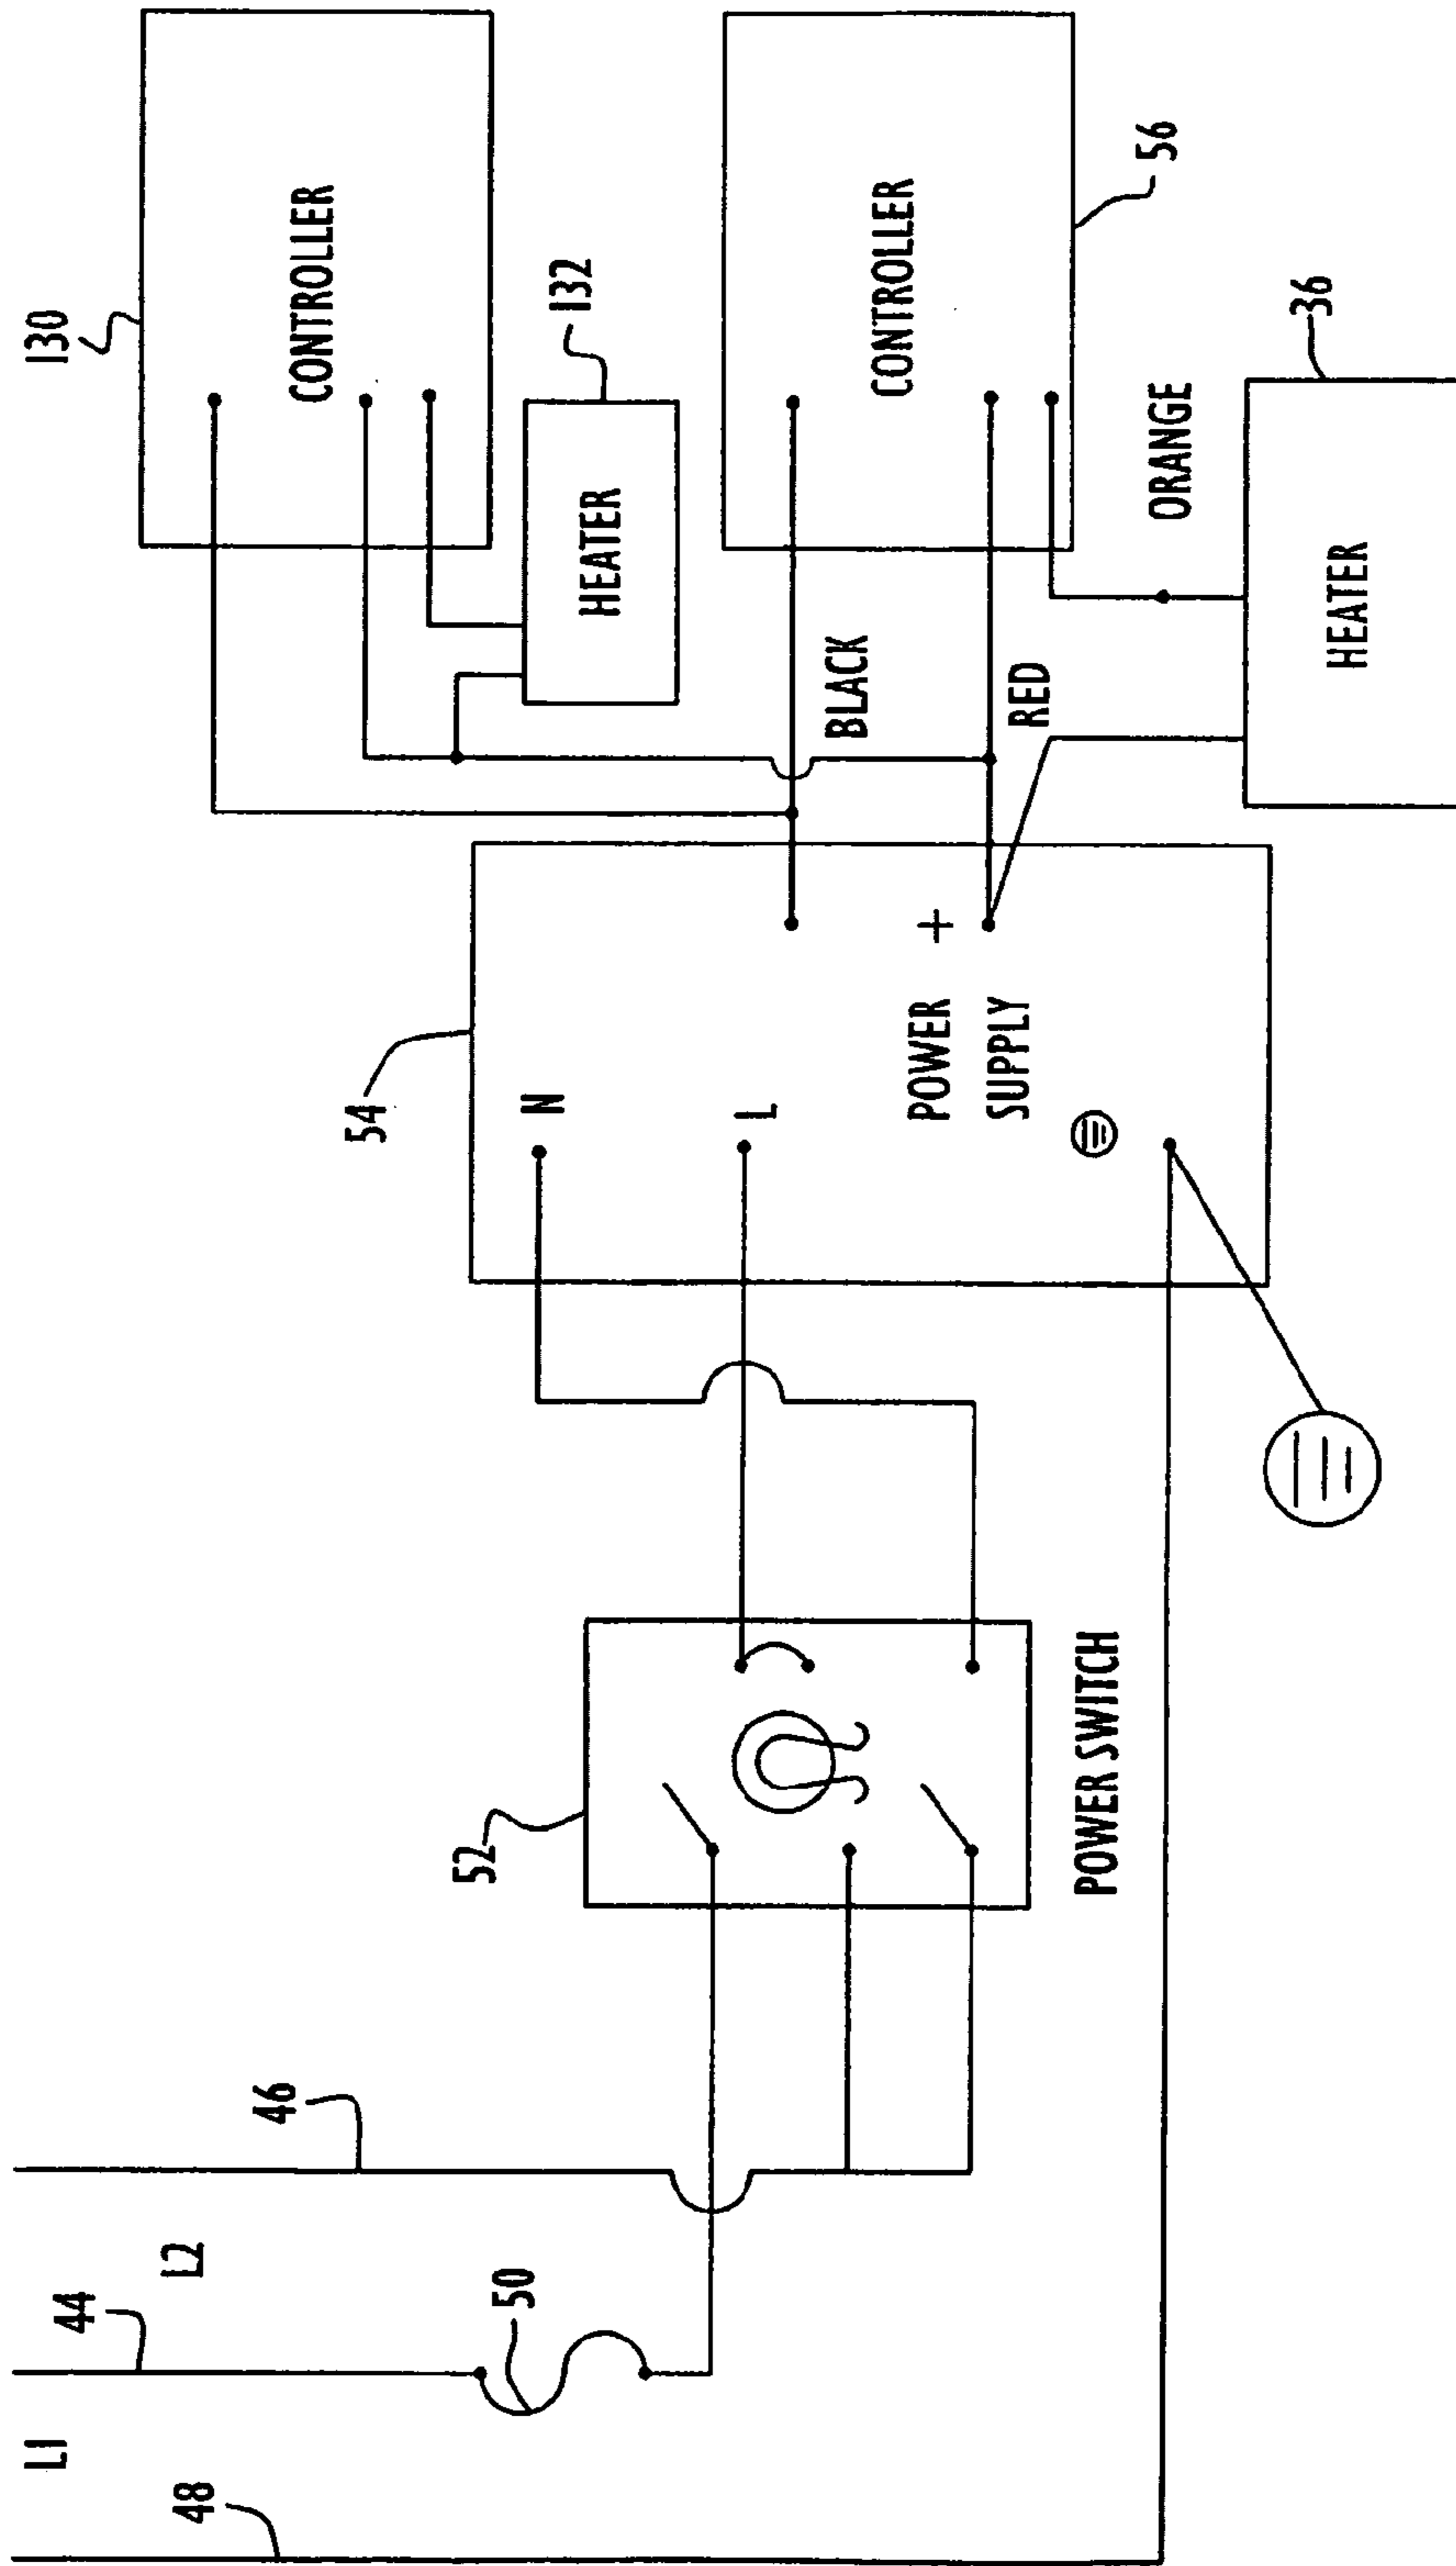 130
CONTROLLER
132
HEATER
CONTROLLER
56
BLACK
RED
ORANGE
36
HEATER
54
N
L
+
POWER
SUPPLY
52
POWER SWITCH
46
L2
44
50
L1
48